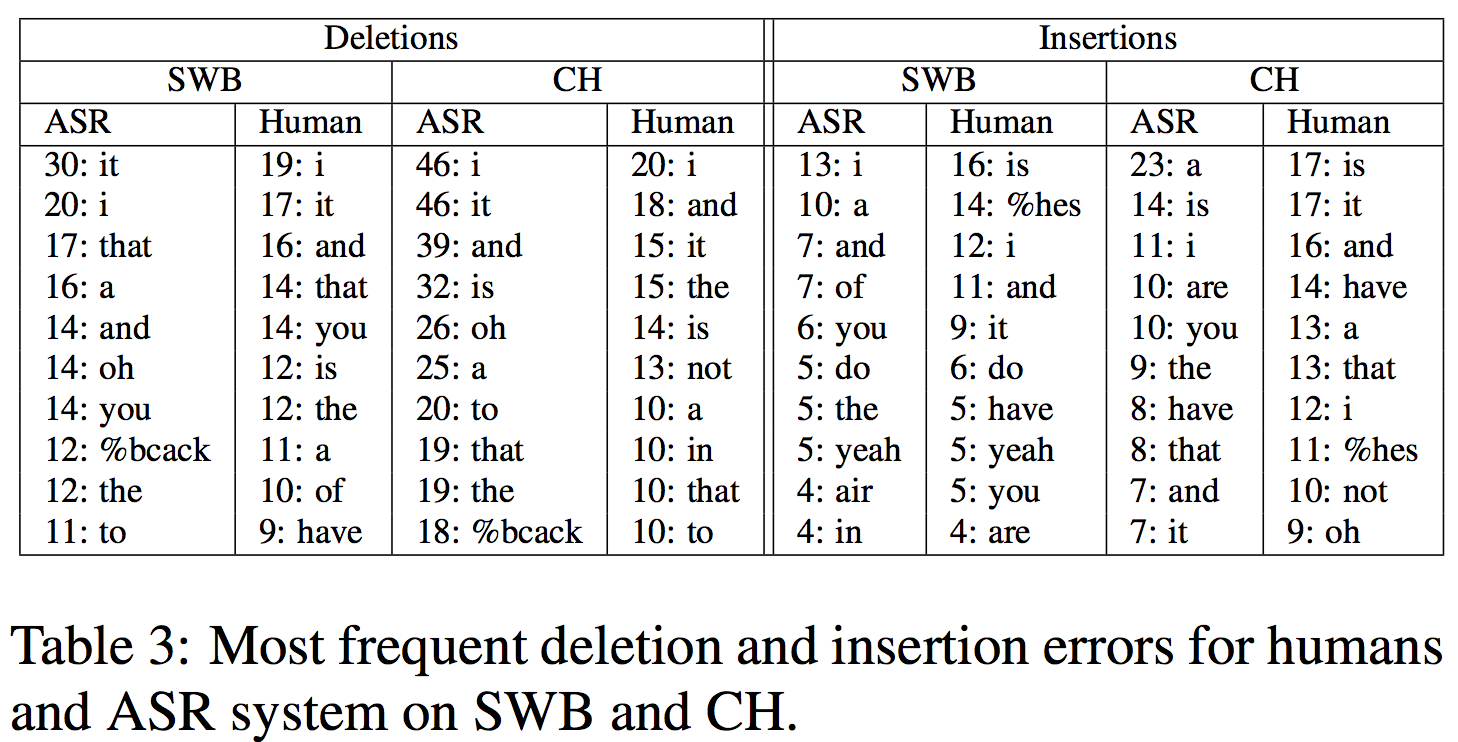 Deletions Insertions
SWB CH SWB CH
ASR Human ASR Human ASR Human ASR Human
30: it 19: i 46: i 20: i 13: i 16: is 23: a 17: is
20: i 17: it 46: it 18: and 10: a 14: %hes 14: is 17: it
17: that 16: and 39: and 15: it 7: and 12: i 11: i 16: and
16: a 14: that 32: is 15: the 7: of 11: and 10: are 14: have
14: and 14: you 26: oh 14: is 6: you 9: it 10: you 13: a
14: oh 12: is 25: a 13: not 5: do 6: do 9: the 13: that
14: you 12: the 20: to 10: a 5: the 5: have 8: have 12: i
12: %bcack 11: a 19: that 10: in 5: yeah 5: yeah 8: that 11: %hes
12: the 10: of 19: the 10: that 4: air 5: you 7: and 10: not
11: to 9: have 18: %bcack 10: to 4: in 4: are 7: it 9: oh
Table 3: Most frequent deletion and insertion errors for humans
and ASR system on SWB and CH.